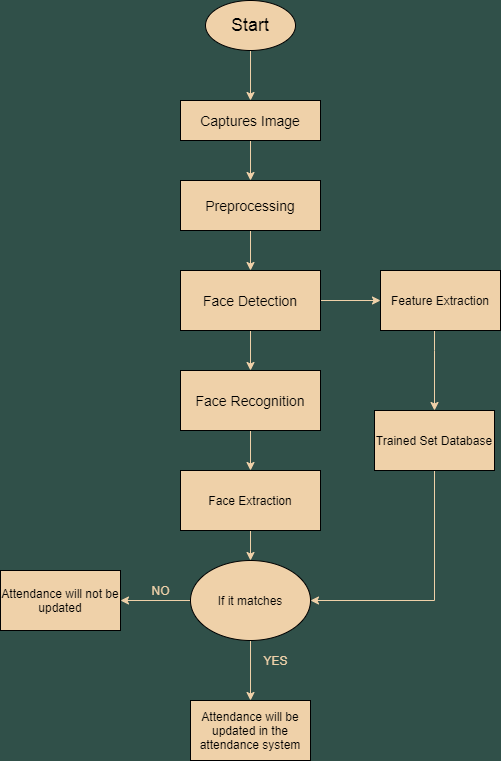 Start
Captures Image
Preprocessing
Face Detection
Feature Extraction
Face Recognition
Trained Set Database
Face Extraction
Attendance will not be
updated
NO
If it matches
YES
Attendance will be
updated in the
attendance system